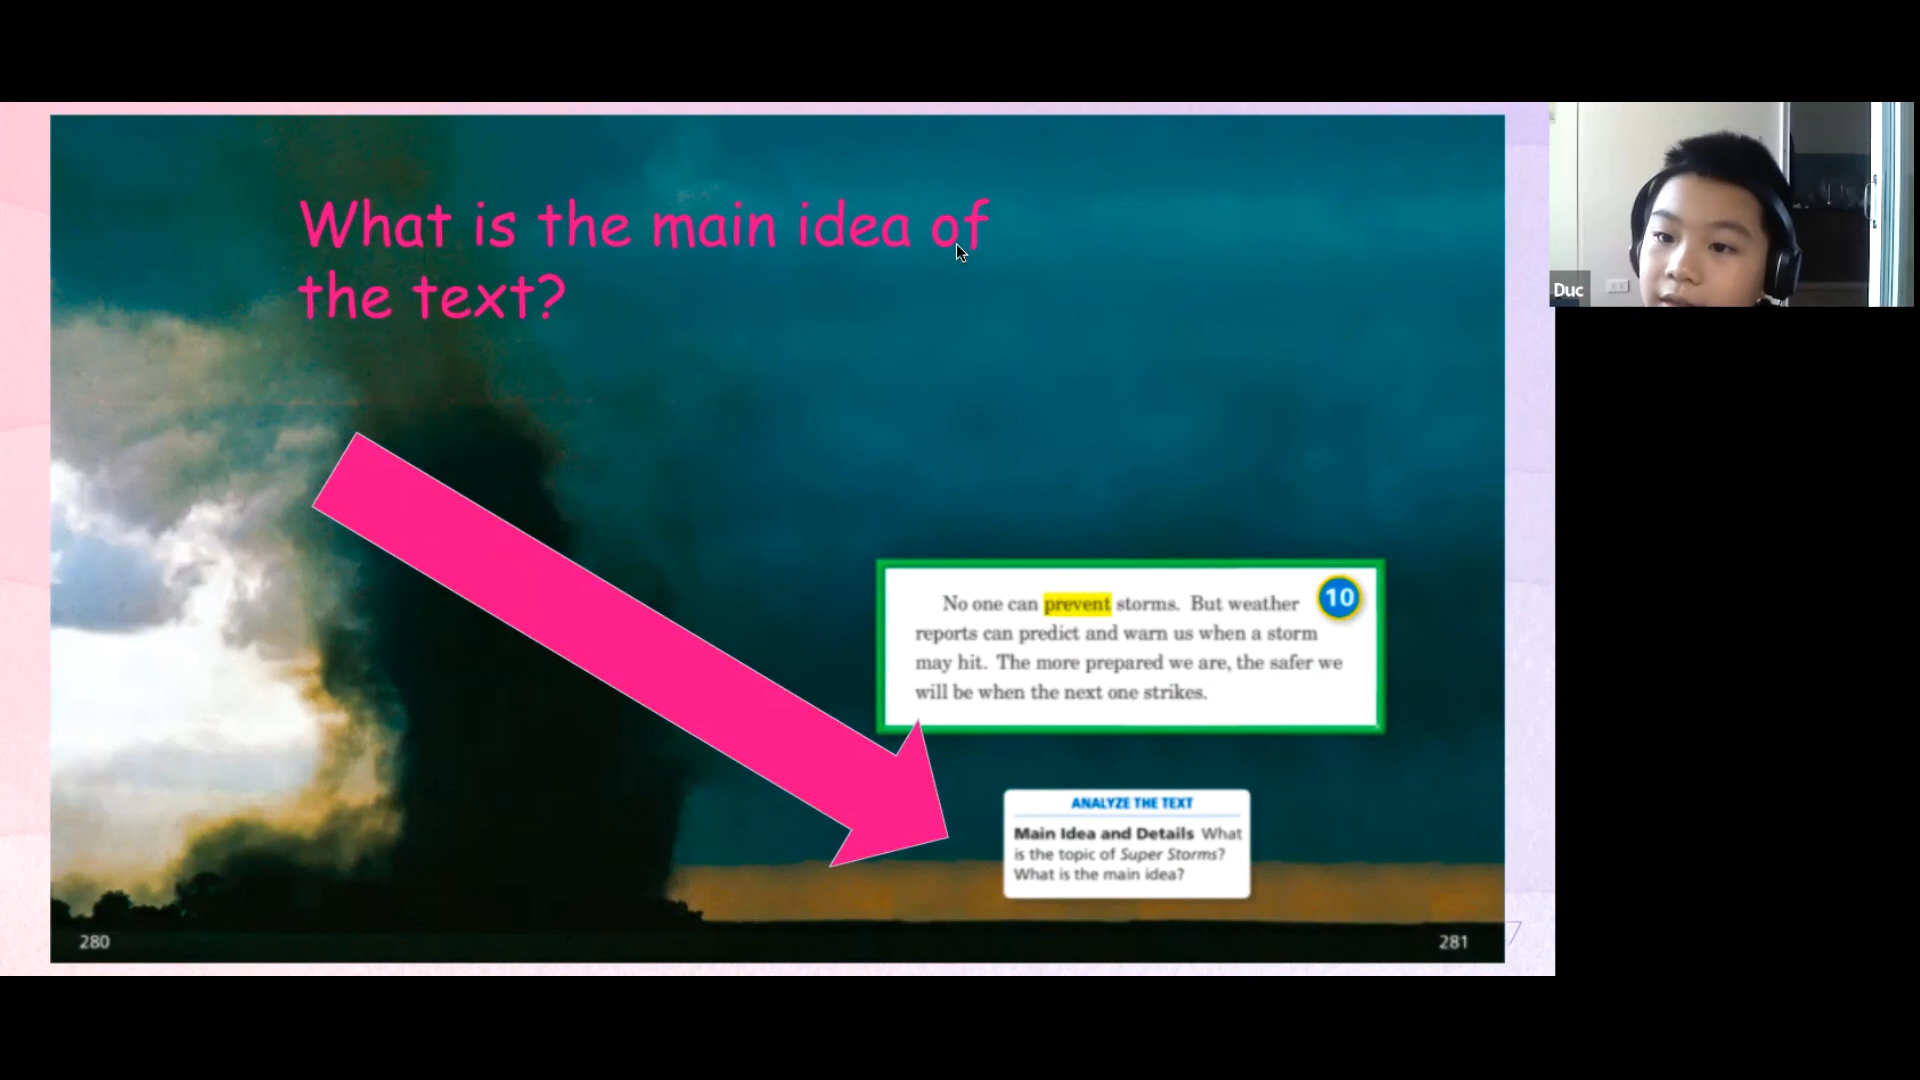 What is the main idea of
the text?
No one can prevent storms. But weather
reports can predict and warn us when a storm
may hit. The more prepared we are, the safer we
will be when the next one strikes.
10
ANALYZE THE TEXT
Main Idea and Details What
is the topic of Super Storms?
What is the main idea?
280
281
7
Duc